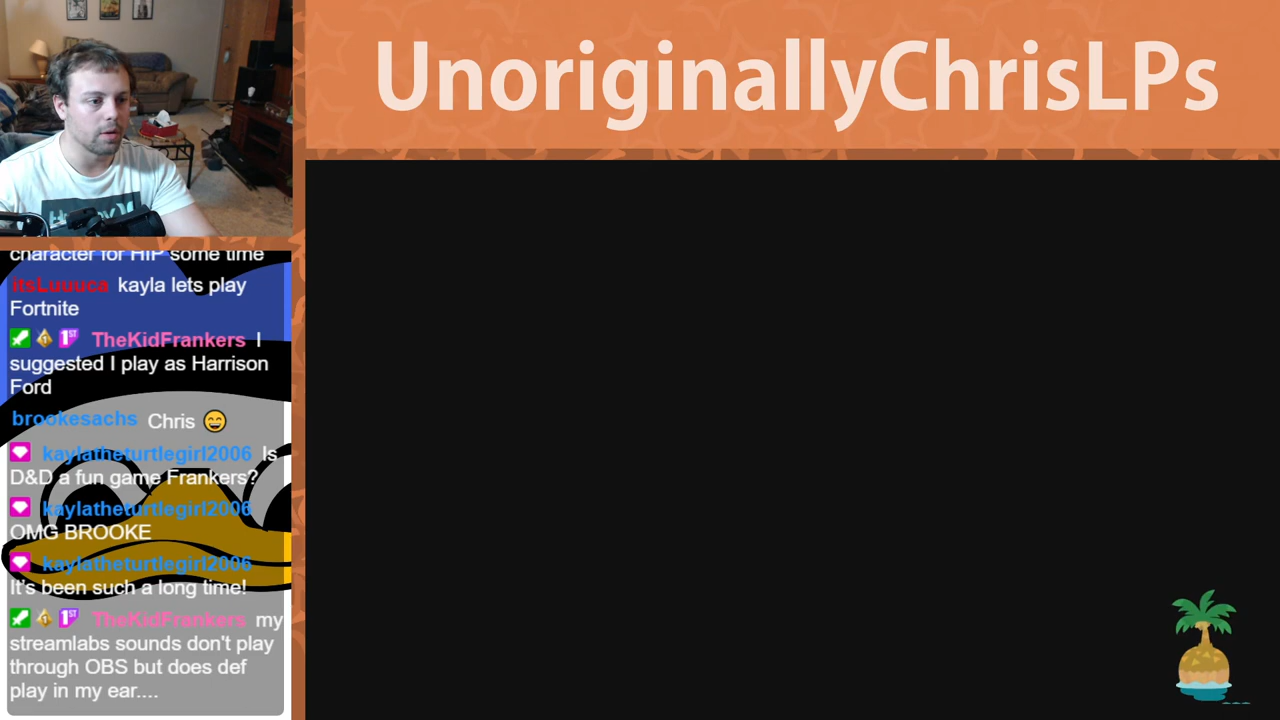 UnoriginallyChrisLPs
character for HIP some time
itsLuuuca kayla lets play
Fortnite
TheKidFrankers I
suggested I play as Harrison
Ford
brookesachs Chris 😄
kaylatheturtlegirl2006 Is
D&D a fun game Frankers?
kaylatheturtlegirl2006
OMG BROOKE
kaylatheturtlegirl2006
It's been such a long time!
TheKidFrankers my
streamlabs sounds don't play
through OBS but does def
play in my ear....